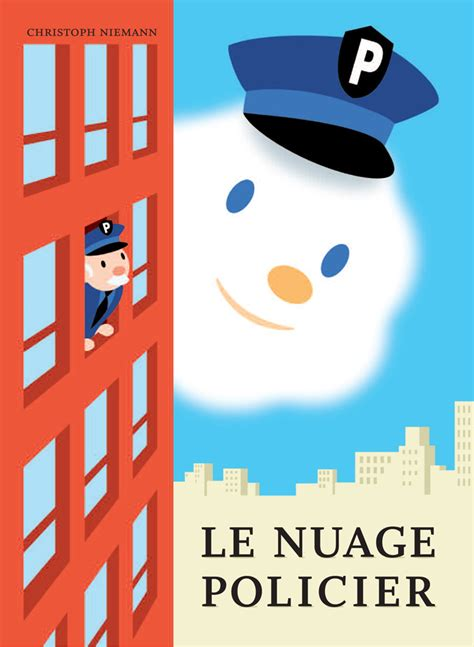 CHRISTOPH NIEMANN
P
P
LE NUAGE
POLICIER